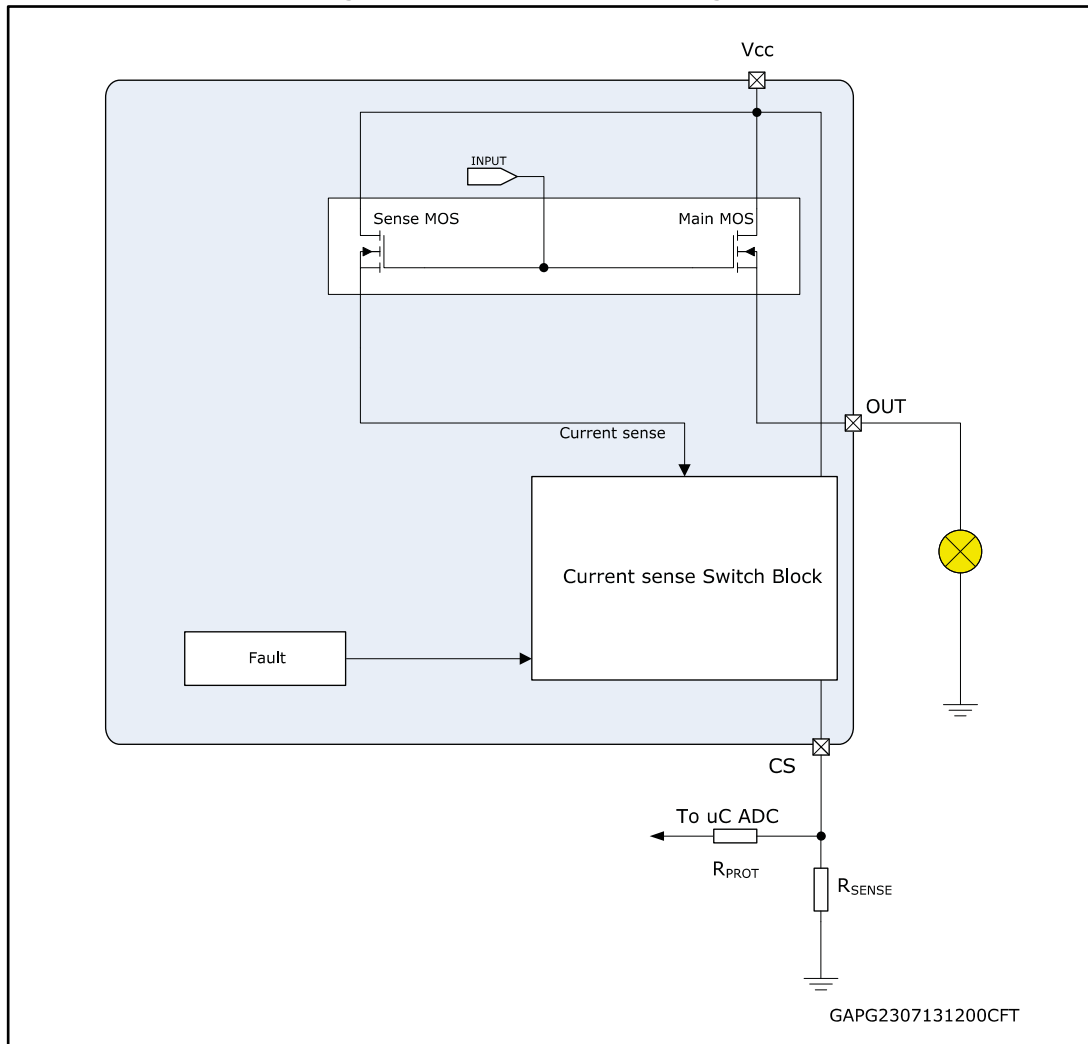 Vcc
INPUT
Sense MOS
Main MOS
OUT
Current sense
Current sense Switch Block
Fault
CS
To uC ADC
RPROT
RSENSE
GAPG2307131200CFT